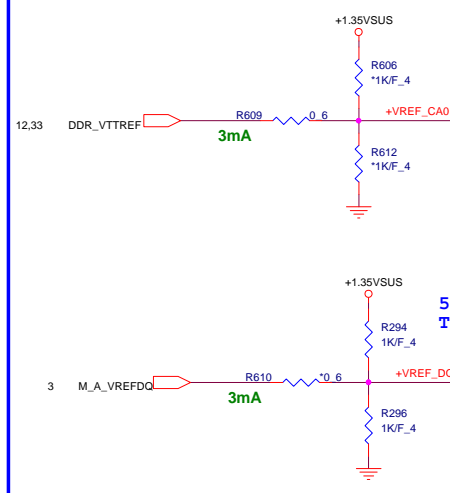 +1.35VSUS
R606
*1K/F_4
12,33 DDR_VTTREF R609 0_6 +VREF_CA0
3mA
R612
*1K/F_4
+1.35VSUS
5
T
R294
1K/F_4
3 M_A_VREFDQ R610 *0_6 +VREF_DQ
3mA
R296
1K/F_4